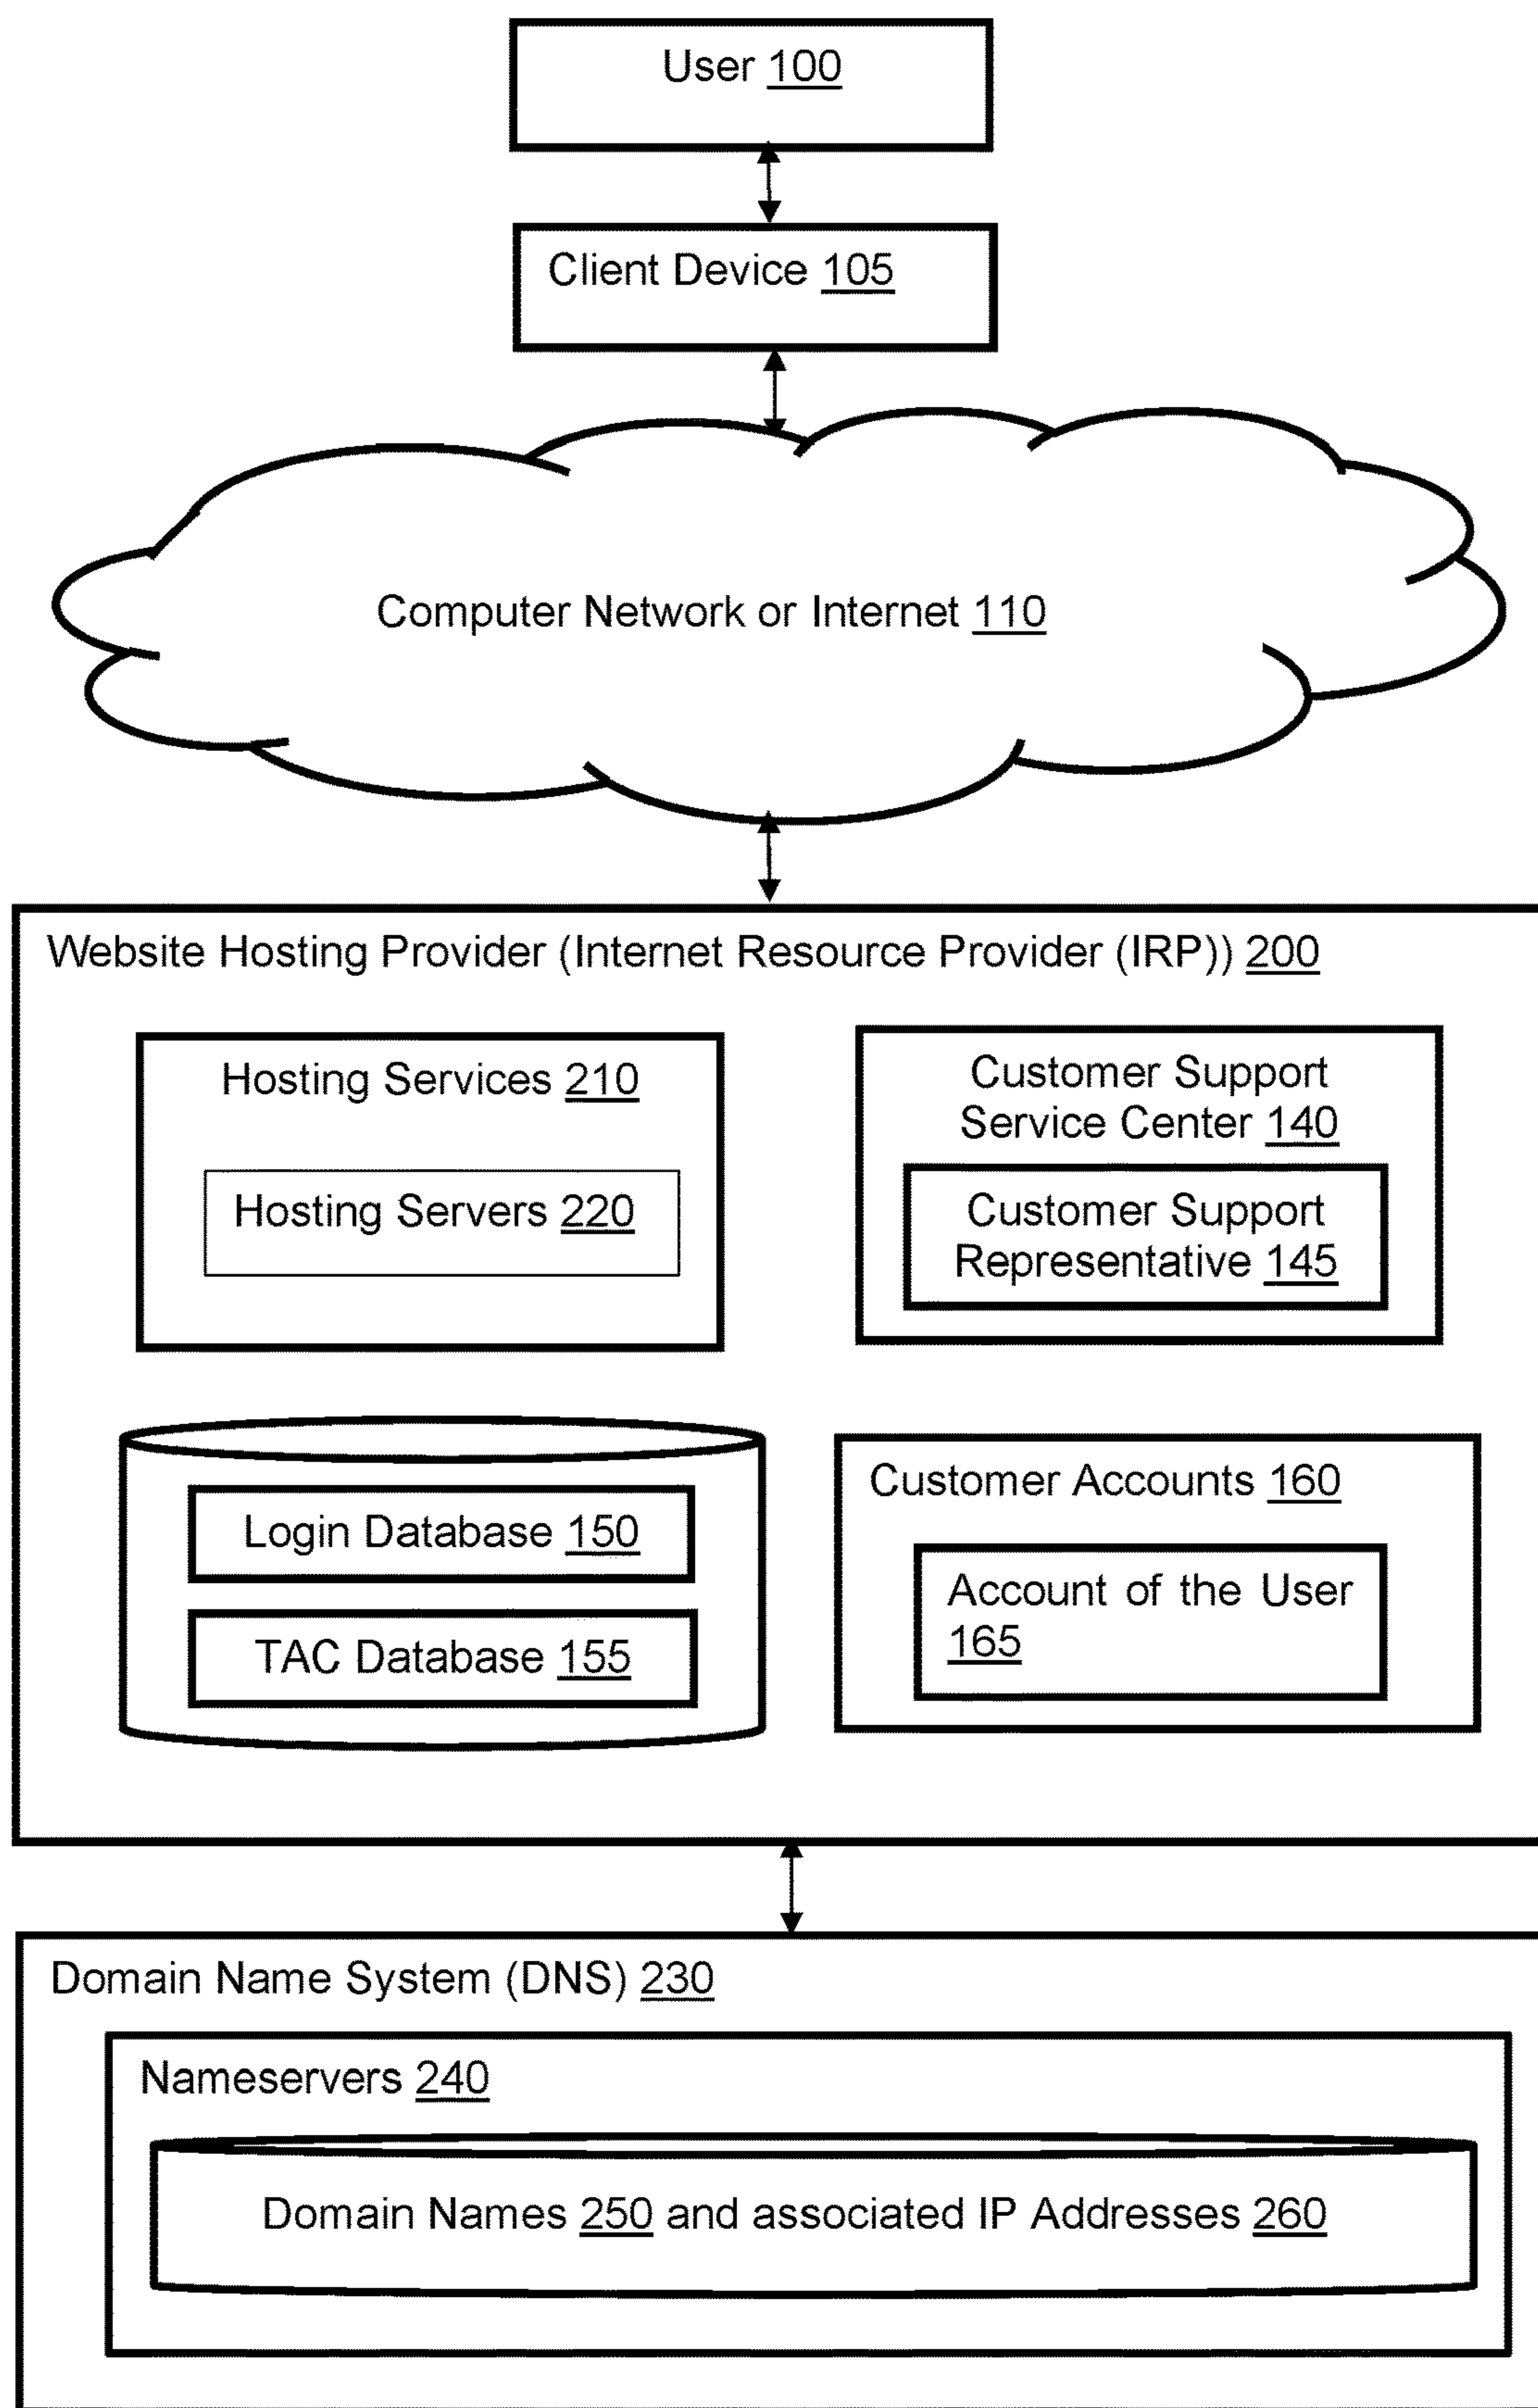 User 100
Client Device 105
Computer Network or Internet 110
Website Hosting Provider (Internet Resource Provider (IRP)) 200
Hosting Services 210
Hosting Servers 220
Customer Support
Service Center 140
Customer Support
Representative 145
Login Database 150
TAC Database 155
Customer Accounts 160
Account of the User
165
Domain Name System (DNS) 230
Nameservers 240
Domain Names 250 and associated IP Addresses 260